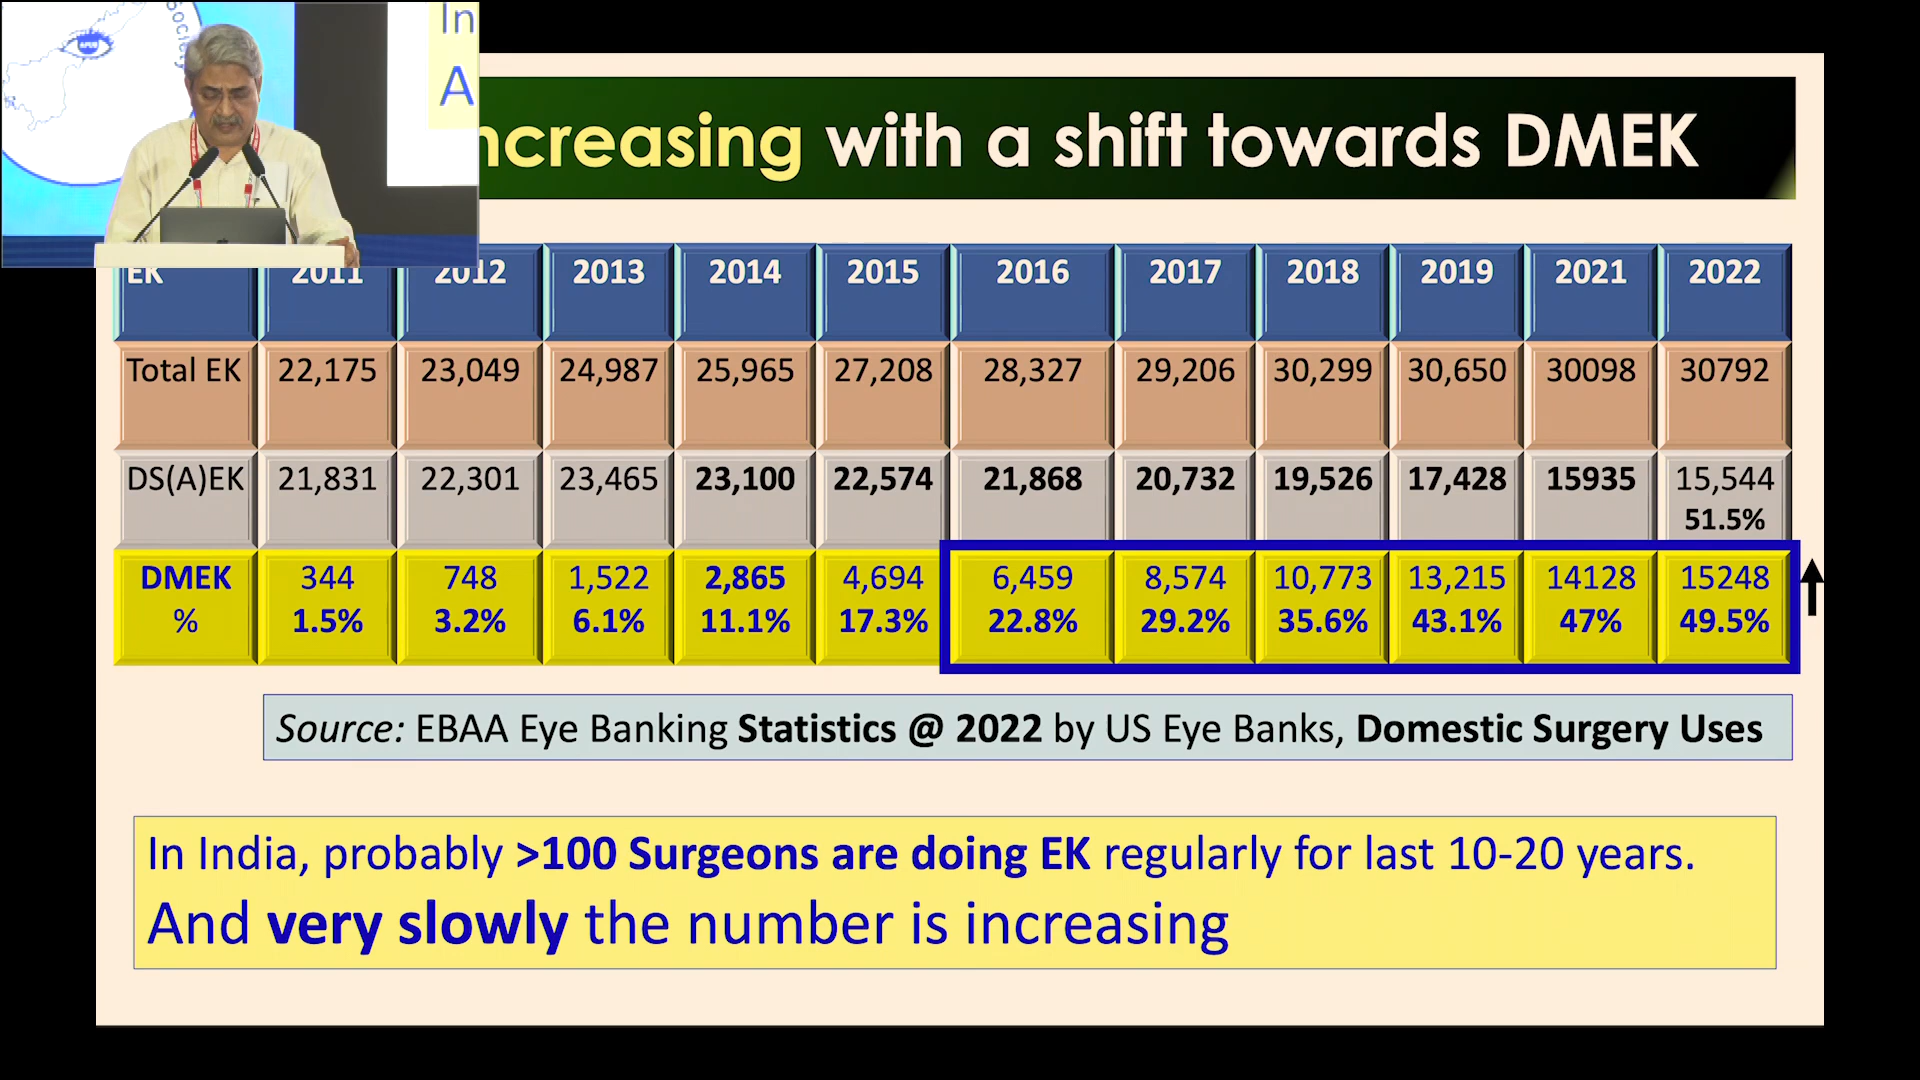 Society
In
A
ncreasing with a shift towards DMEK
EK 2011 2012 2013 2014 2015 2016 2017 2018 2019 2021 2022
Total EK 22,175 23,049 24,987 25,965 27,208 28,327 29,206 30,299 30,650 30098 30792
DS(A)EK 21,831 22,301 23,465 23,100 22,574 21,868 20,732 19,526 17,428 15935 15,544
51.5%
DMEK 344 748 1,522 2,865 4,694 6,459 8,574 10,773 13,215 14128 15248
% 1.5% 3.2% 6.1% 11.1% 17.3% 22.8% 29.2% 35.6% 43.1% 47% 49.5%
Source: EBAA Eye Banking Statistics @ 2022 by US Eye Banks, Domestic Surgery Uses
In India, probably >100 Surgeons are doing EK regularly for last 10-20 years.
And very slowly the number is increasing